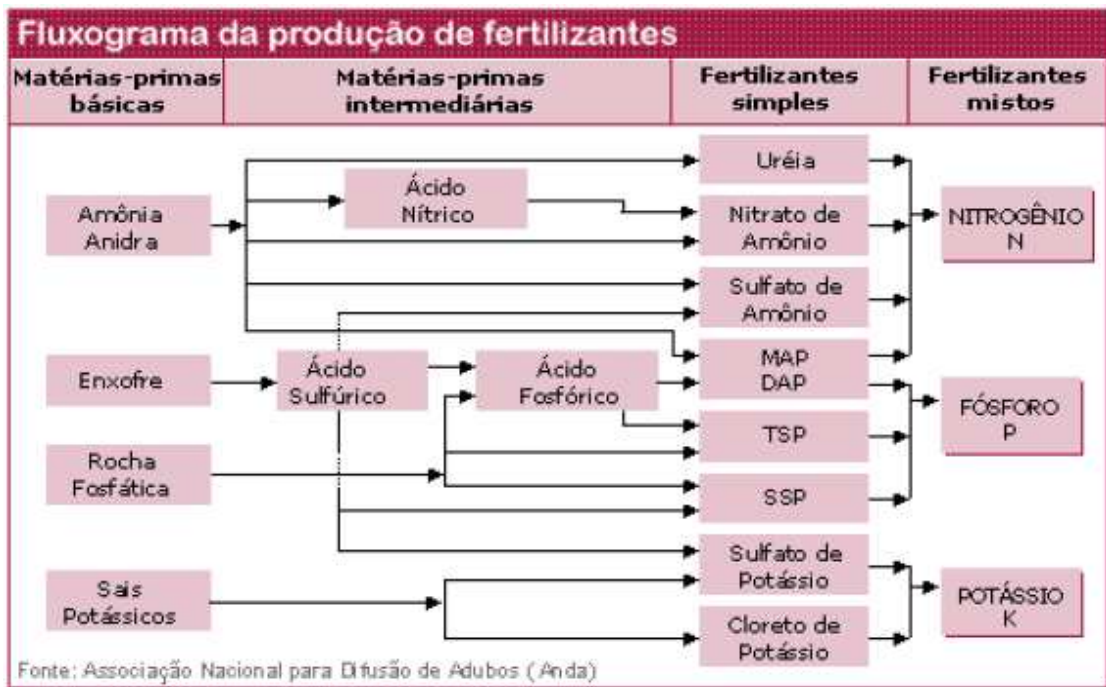 Fluxograma da produção de fertilizantes
Matérias-primas
básicas
Matérias-primas
intermediárias
Fertilizantes
simples
Fertilizantes
mistos
Amônia
Anidra
Enxofre
Rocha
Fosfática
Sais
Potássicos
Ácido
Nítrico
Ácido
Sulfúrico
Ácido
Fosfórico
Uréia
Nitrato de
Amônio
Sulfato de
Amônio
MAP
DAP
TSP
SSP
Sulfato de
Potássio
Cloreto de
Potássio
NITROGÊNIO
N
FÓSFORO
P
POTÁSSIO
K
Fonte: Associação Nacional para Difusão de Adubos (Anda)